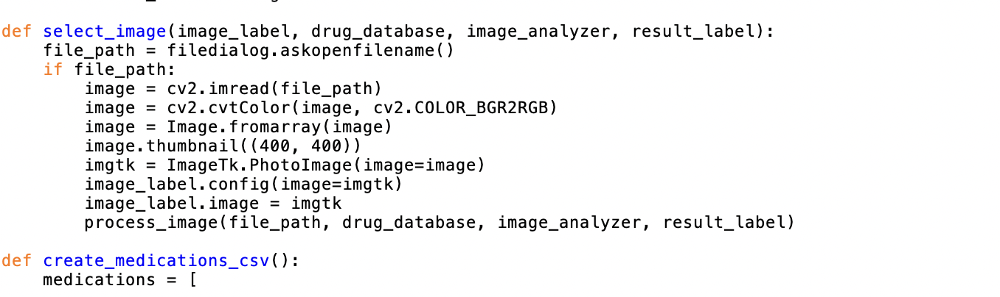 def select_image(image_label, drug_database, image_analyzer, result_label):
    file_path = filedialog.askopenfilename()
    if file_path:
        image = cv2.imread(file_path)
        image = cv2.cvtColor(image, cv2.COLOR_BGR2RGB)
        image = Image.fromarray(image)
        image.thumbnail((400, 400))
        imgtk = ImageTk.PhotoImage(image=image)
        image_label.config(image=imgtk)
        image_label.image = imgtk
        process_image(file_path, drug_database, image_analyzer, result_label)

def create_medications_csv():
    medications = [